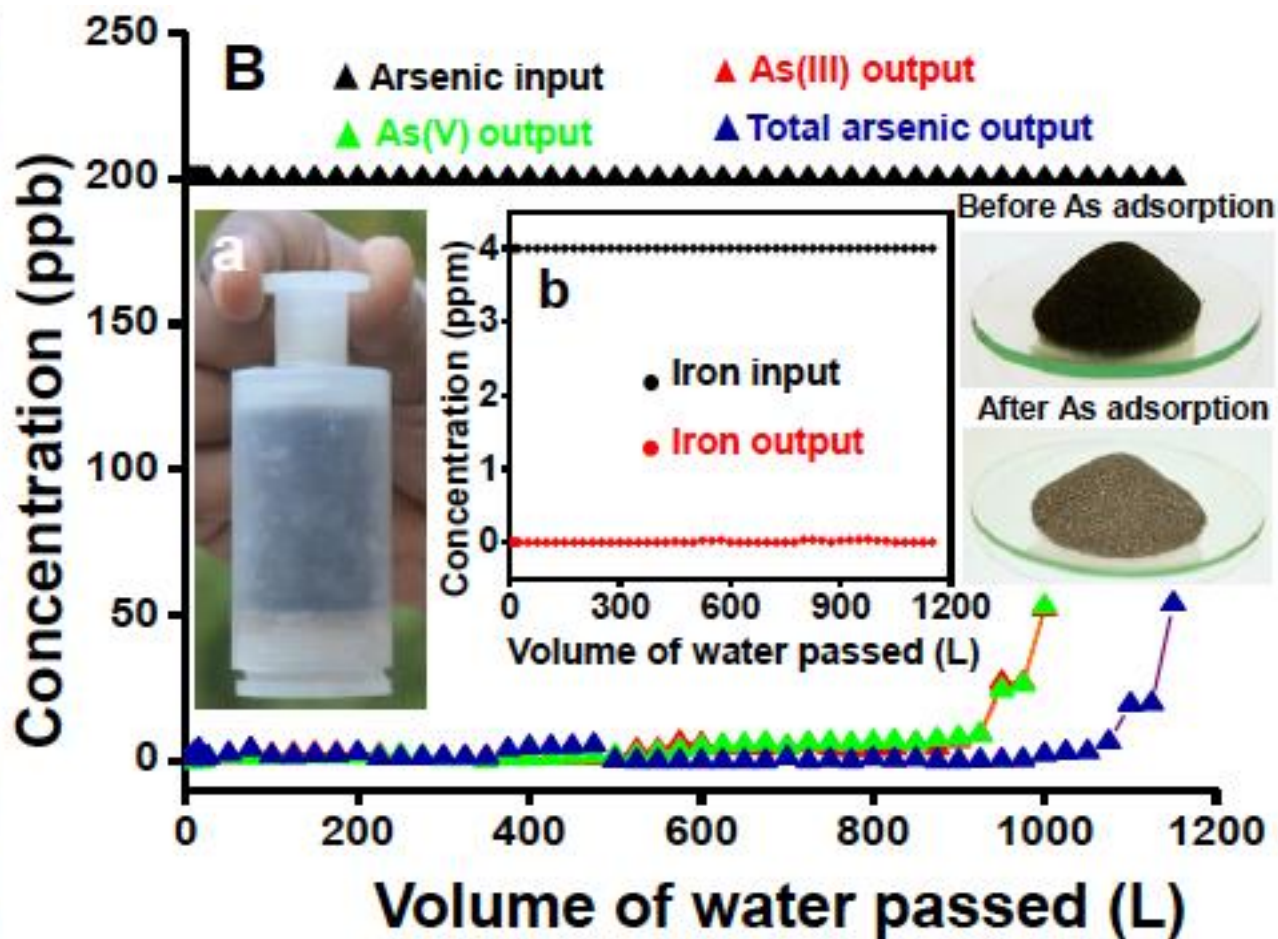 B
▲ Arsenic input
▲ As(III) output
▲ As(V) output
▲ Total arsenic output
Concentration (ppb)
250
200
150
100
50
0
a
b
Concentration (ppm)
4
3
2
1
0
Iron input
Iron output
0 300 600 900 1200
Volume of water passed (L)
Before As adsorption
After As adsorption
0 200 400 600 800 1000 1200
Volume of water passed (L)